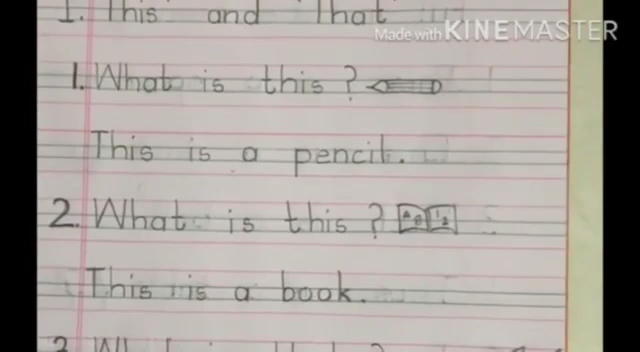 1. This and That
Made with KINEMASTER
1. What is this?
This is a pencil.
2. What is this?
This is a book.